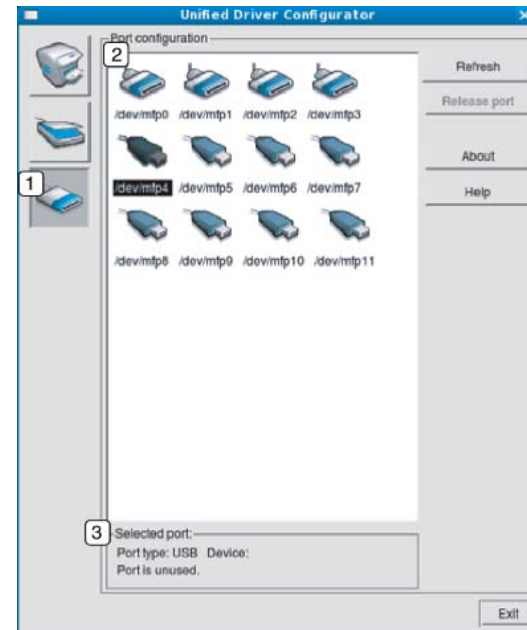 Unified Driver Configurator
Port configuration
2
/dev/mfp0 /dev/mfp1 /dev/mfp2 /dev/mfp3
/dev/mfp4 /dev/mfp5 /dev/mfp6 /dev/mfp7
/dev/mfp8 /dev/mfp9 /dev/mfp10 /dev/mfp11
Refresh
Release port
About
Help
1
3
Selected port:
Port type: USB Device:
Port is unused.
Exit